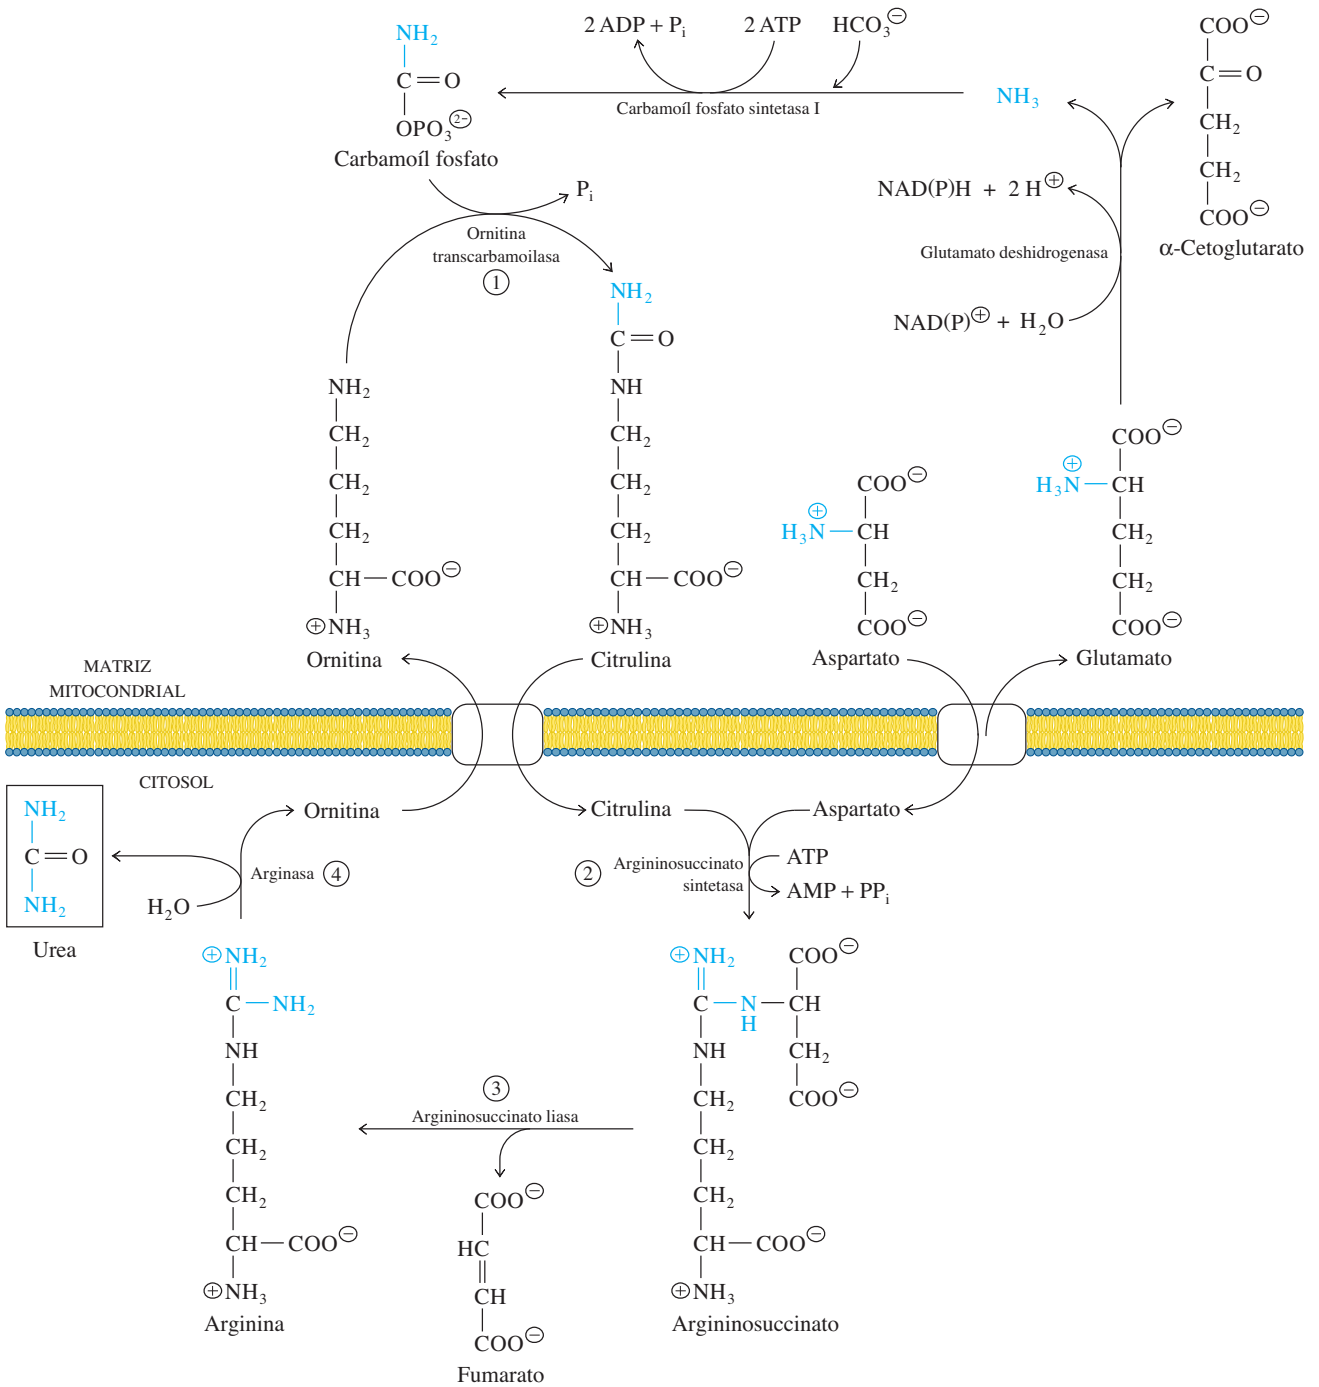 NH2
C=O
OPO3 2−
Carbamoíl fosfato
2 ADP + Pi
2 ATP
HCO3 −
Carbamoíl fosfato sintetasa I
NH3
COO−
C=O
CH2
CH2
COO−
α-Cetoglutarato
NAD(P)H + 2 H+
Glutamato deshidrogenasa
NAD(P)+ + H2O
Pi
Ornitina
transcarbamoilasa
1
NH2
CH2
CH2
CH2
CH—COO−
+NH3
Ornitina
NH2
C=O
NH
CH2
CH2
CH2
CH—COO−
+NH3
Citrulina
COO−
H3N+—CH
CH2
COO−
Aspartato
COO−
H3N+—CH
CH2
CH2
COO−
Glutamato
MATRIZ
MITOCONDRIAL
CITOSOL
NH2
C=O
NH2
Urea
Ornitina
Arginasa 4
H2O
Citrulina
Aspartato
2 Argininosuccinato
sintetasa
ATP
AMP + PPi
+NH2
C—NH2
NH
CH2
CH2
CH2
CH—COO−
+NH3
Arginina
3
Argininosuccinato liasa
COO−
HC
CH
COO−
Fumarato
+NH2
COO−
C—N—CH
H
NH
CH2
CH2
COO−
CH2
CH2
CH—COO−
+NH3
Argininosuccinato